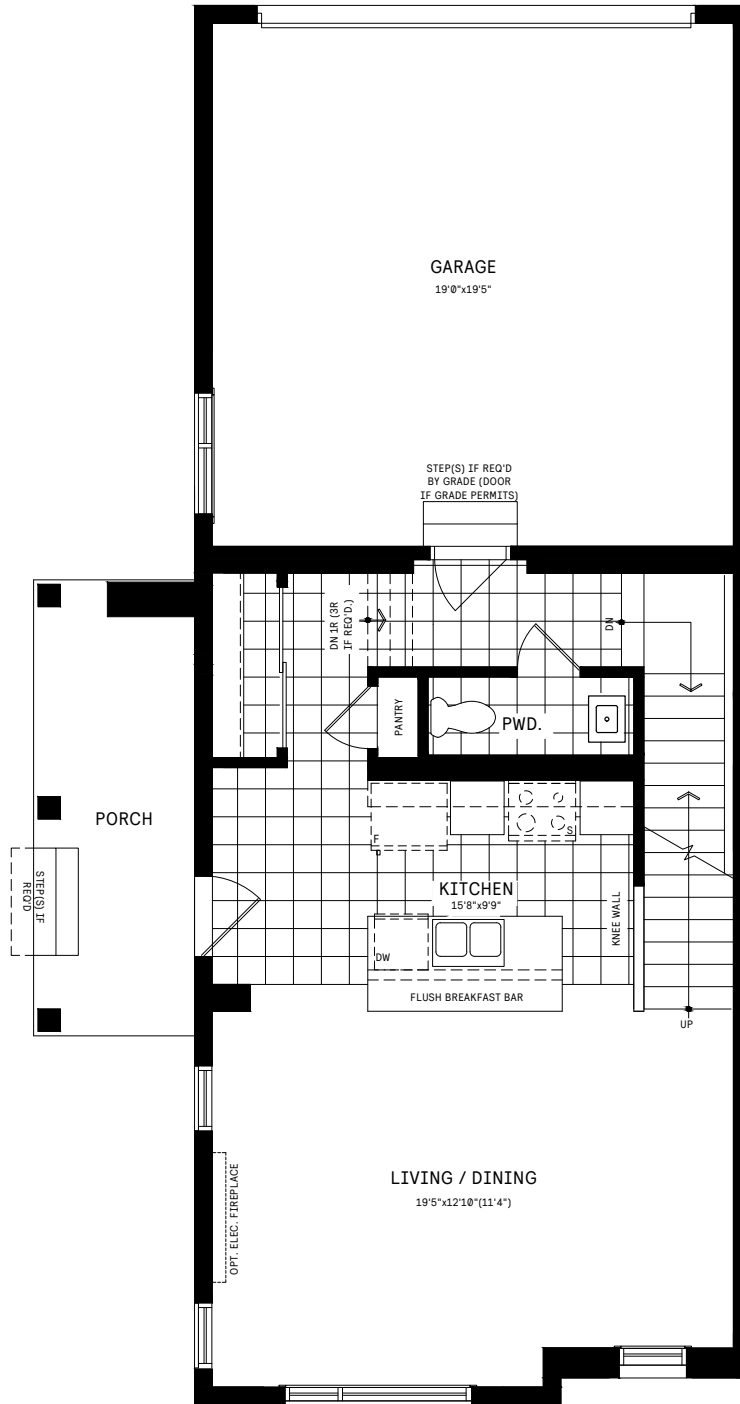 GARAGE
19'0"x19'5"
STEP(S) IF REQ'D
BY GRADE (DOOR
IF GRADE PERMITS)
DN 1R (3R
IF REQ'D.)
DN
PANTRY
PWD.
PORCH
STEP(S) IF
REQ'D
F
S
KITCHEN
15'8"x9'9"
KNEE WALL
DW
FLUSH BREAKFAST BAR
UP
LIVING / DINING
19'5"x12'10"(11'4")
OPT. ELEC. FIREPLACE